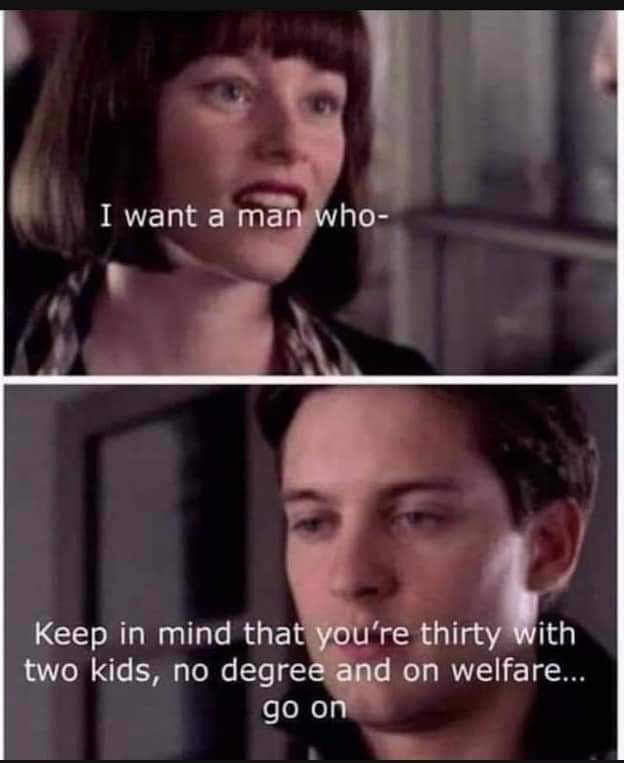 I want a man who-
Keep in mind that you're thirty with
two kids, no degree and on welfare...
go on